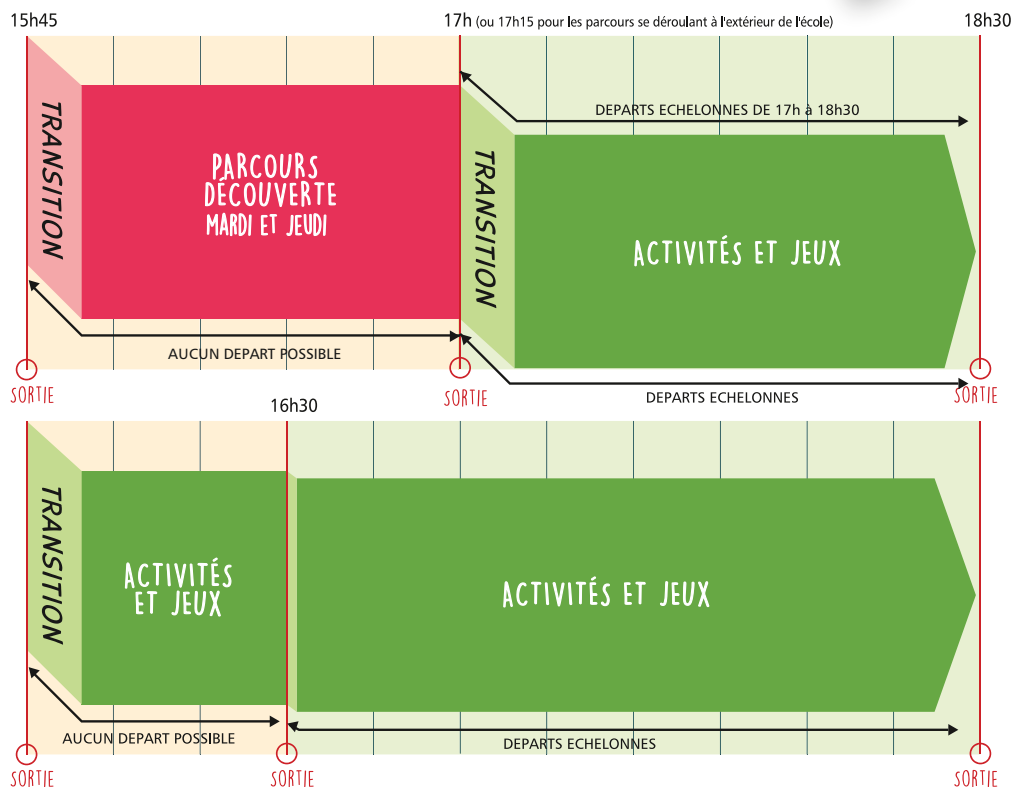 15h45
17h (ou 17h15 pour les parcours se déroulant à l'extérieur de l'école)
18h30
TRANSITION
PARCOURS
DÉCOUVERTE
MARDI ET JEUDI
AUCUN DEPART POSSIBLE
TRANSITION
DEPARTS ECHELONNES DE 17h à 18h30
ACTIVITÉS ET JEUX
DEPARTS ECHELONNES
SORTIE
SORTIE
SORTIE
16h30
TRANSITION
ACTIVITÉS
ET JEUX
ACTIVITÉS ET JEUX
AUCUN DEPART POSSIBLE
DEPARTS ECHELONNES
SORTIE
SORTIE
SORTIE